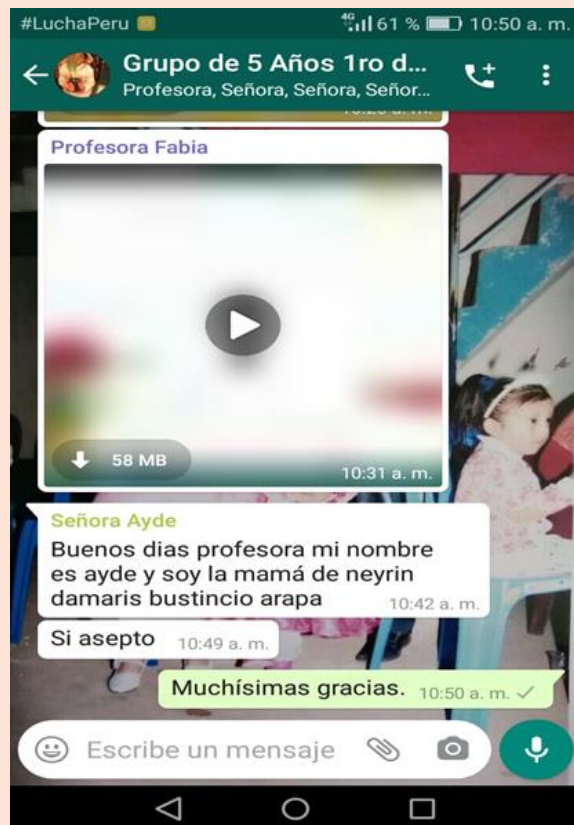 #LuchaPeru 4G 61 % 10:50 a. m.
Grupo de 5 Años 1ro d...
Profesora, Señora, Señora, Señor...
Profesora Fabia
58 MB
10:31 a. m.
Señora Ayde
Buenos dias profesora mi nombre
es ayde y soy la mamá de neyrin
damaris bustincio arapa 10:42 a. m.
Si asepto 10:49 a. m.
Muchísimas gracias. 10:50 a. m.
Escribe un mensaje